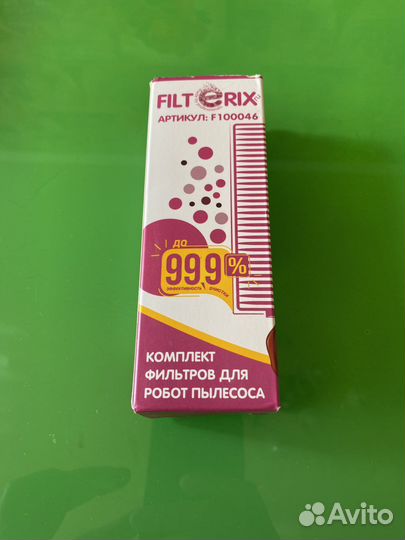 FILTERIX
АРТИКУЛ: F100046
до
99,9%
эффективность очистки
КОМПЛЕКТ
ФИЛЬТРОВ ДЛЯ
РОБОТ ПЫЛЕСОСА
Avito